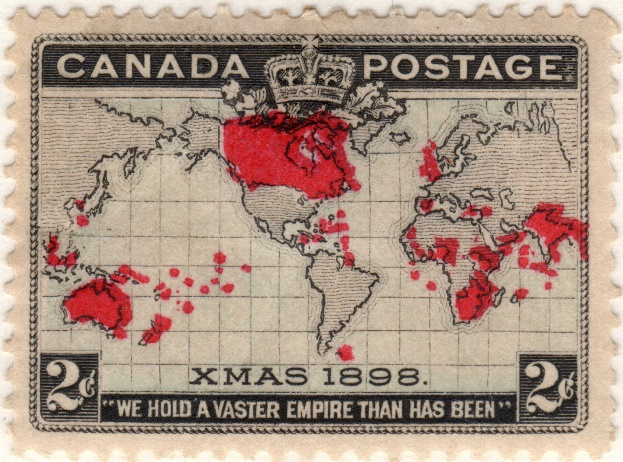 CANADA POSTAGE
XMAS 1898.
2¢ 2¢
"WE HOLD A VASTER EMPIRE THAN HAS BEEN"